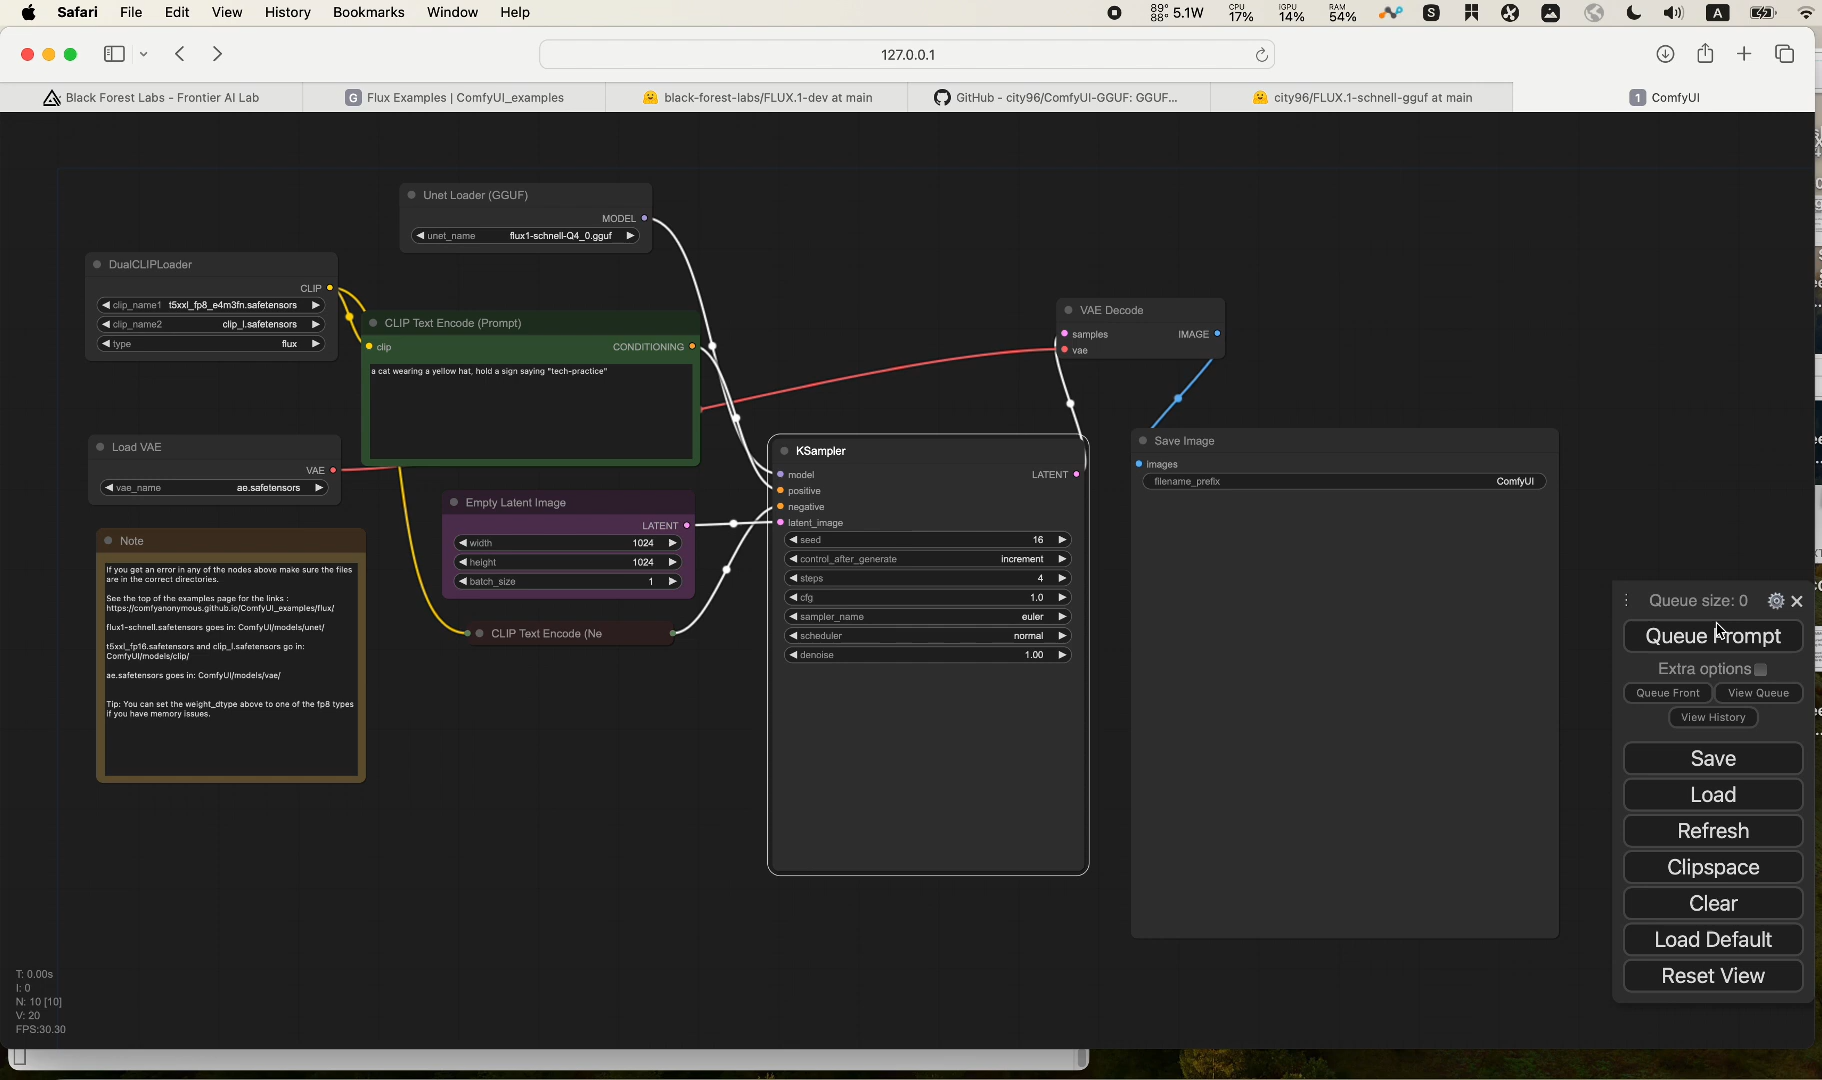 Safari File Edit View History Bookmarks Window Help
89° 88° 5.1W CPU 17% IGPU 14% RAM 54% S A
127.0.0.1
Black Forest Labs - Frontier AI Lab
G Flux Examples | ComfyUI_examples
black-forest-labs/FLUX.1-dev at main
GitHub - city96/ComfyUI-GGUF: GGUF...
city96/FLUX.1-schnell-gguf at main
1 ComfyUI
Unet Loader (GGUF)
MODEL
unet_name flux1-schnell-Q4_0.gguf
DualCLIPLoader
CLIP
clip_name1 t5xxl_fp8_e4m3fn.safetensors
clip_name2 clip_l.safetensors
type flux
CLIP Text Encode (Prompt)
clip CONDITIONING
a cat wearing a yellow hat, hold a sign saying "tech-practice"
Load VAE
VAE
vae_name ae.safetensors
Note
If you get an error in any of the nodes above make sure the files
are in the correct directories.
See the top of the examples page for the links :
https://comfyanonymous.github.io/ComfyUI_examples/flux/
flux1-schnell.safetensors goes in: ComfyUI/models/unet/
t5xxl_fp16.safetensors and clip_l.safetensors go in:
ComfyUI/models/clip/
ae.safetensors goes in: ComfyUI/models/vae/
Tip: You can set the weight_dtype above to one of the fp8 types
if you have memory issues.
Empty Latent Image
LATENT
width 1024
height 1024
batch_size 1
CLIP Text Encode (Ne
KSampler
model LATENT
positive
negative
latent_image
seed 16
control_after_generate increment
steps 4
cfg 1.0
sampler_name euler
scheduler normal
denoise 1.00
VAE Decode
samples IMAGE
vae
Save Image
images
filename_prefix ComfyUI
Queue size: 0
Queue Prompt
Extra options
Queue Front View Queue
View History
Save
Load
Refresh
Clipspace
Clear
Load Default
Reset View
T: 0.00s
I: 0
N: 10 [10]
V: 20
FPS:30.30